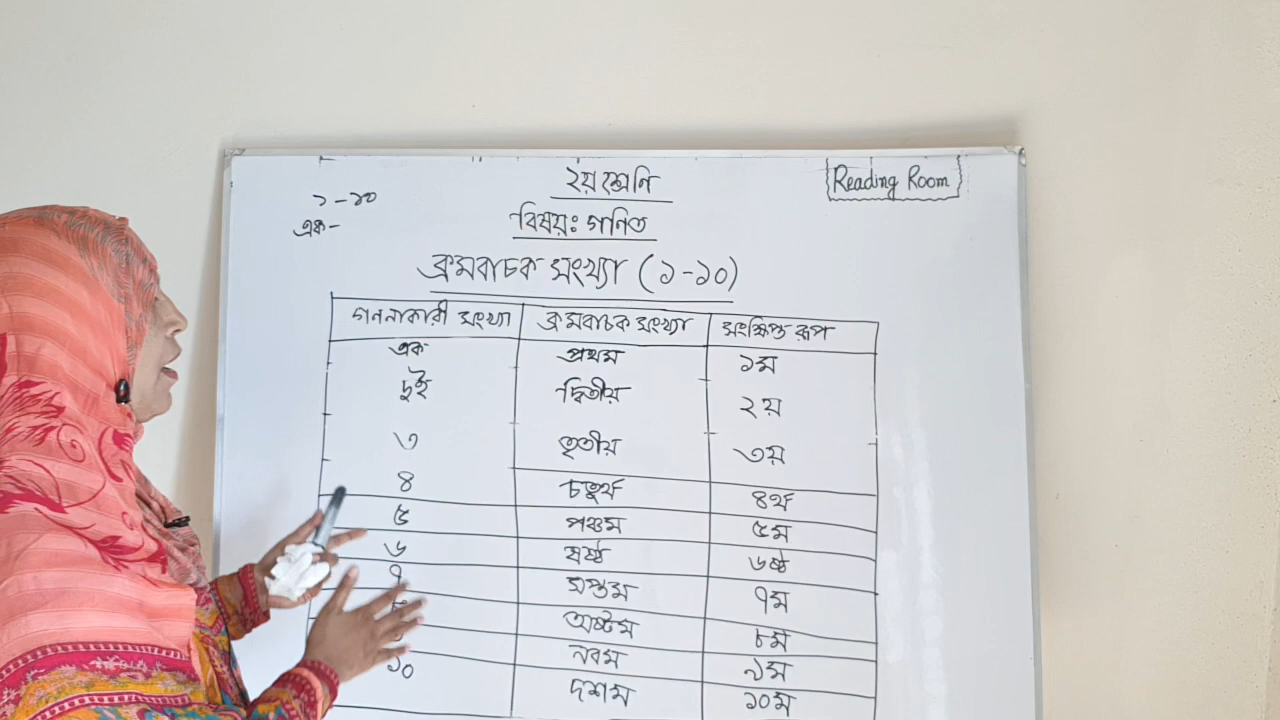 ২য় শ্রেণি
Reading Room
১-১০
এক-
বিষয়ঃ গণিত
ক্রমবাচক সংখ্যা (১-১০)
গননাকারী সংখ্যা ক্রমবাচক সংখ্যা সংক্ষিপ্ত রূপ
এক প্রথম ১ম
দুই দ্বিতীয় ২য়
৩ তৃতীয় ৩য়
৪ চতুর্থ ৪র্থ
৫ পঞ্চম ৫ম
৬ ষষ্ঠ ৬ষ্ঠ
৭ সপ্তম ৭ম
৮ অষ্টম ৮ম
নবম ৯ম
১০ দশম ১০ম